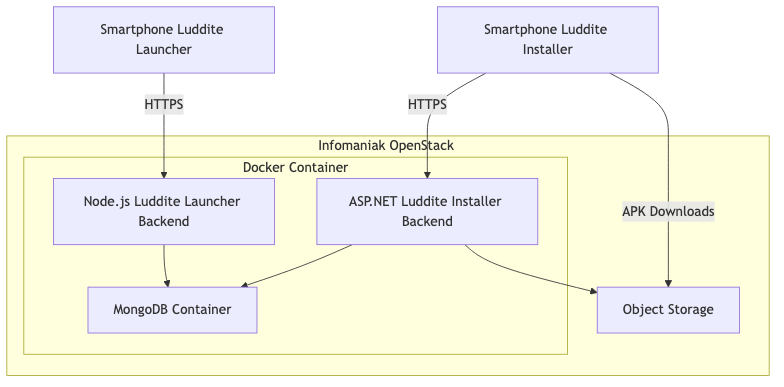 Smartphone Luddite
Launcher
Smartphone Luddite
Installer
HTTPS
HTTPS
Infomaniak OpenStack
Docker Container
Node.js Luddite Launcher
Backend
ASP.NET Luddite Installer
Backend
APK Downloads
MongoDB Container
Object Storage